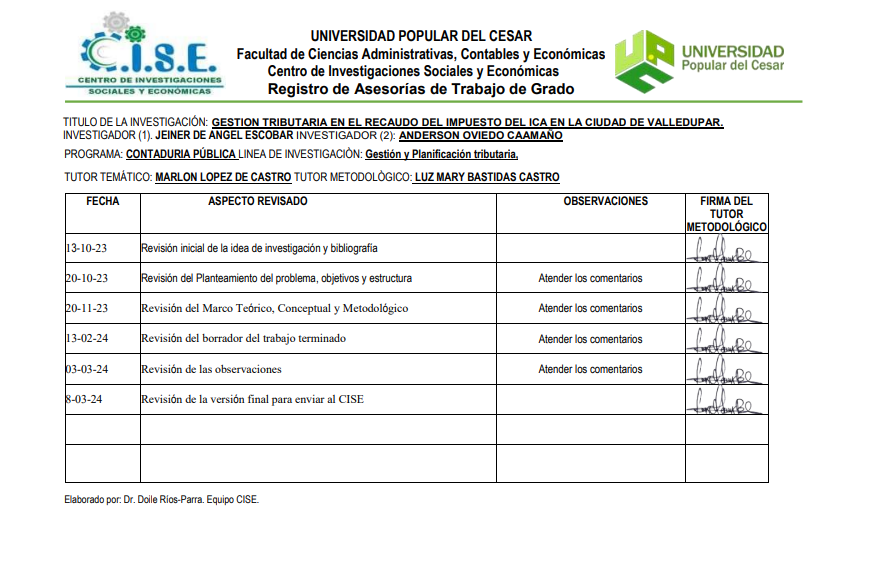 C.I.S.E.
CENTRO DE INVESTIGACIONES
SOCIALES Y ECONÓMICAS
UNIVERSIDAD POPULAR DEL CESAR
Facultad de Ciencias Administrativas, Contables y Económicas
Centro de Investigaciones Sociales y Económicas
Registro de Asesorías de Trabajo de Grado
UNIVERSIDAD
Popular del Cesar
TITULO DE LA INVESTIGACIÓN: GESTION TRIBUTARIA EN EL RECAUDO DEL IMPUESTO DEL ICA EN LA CIUDAD DE VALLEDUPAR.
INVESTIGADOR (1). JEINER DE ANGEL ESCOBAR INVESTIGADOR (2): ANDERSON OVIEDO CAAMAÑO
PROGRAMA: CONTADURIA PÚBLICA LINEA DE INVESTIGACIÒN: Gestión y Planificación tributaria,
TUTOR TEMÁTICO: MARLON LOPEZ DE CASTRO TUTOR METODOLÒGICO: LUZ MARY BASTIDAS CASTRO
FECHA ASPECTO REVISADO OBSERVACIONES FIRMA DEL
TUTOR
METODOLÓGICO
13-10-23 Revisión inicial de la idea de investigación y bibliografía
20-10-23 Revisión del Planteamiento del problema, objetivos y estructura Atender los comentarios
20-11-23 Revisión del Marco Teórico, Conceptual y Metodológico Atender los comentarios
13-02-24 Revisión del borrador del trabajo terminado Atender los comentarios
03-03-24 Revisión de las observaciones Atender los comentarios
8-03-24 Revisión de la versión final para enviar al CISE
Elaborado por: Dr. Doile Ríos-Parra. Equipo CISE.